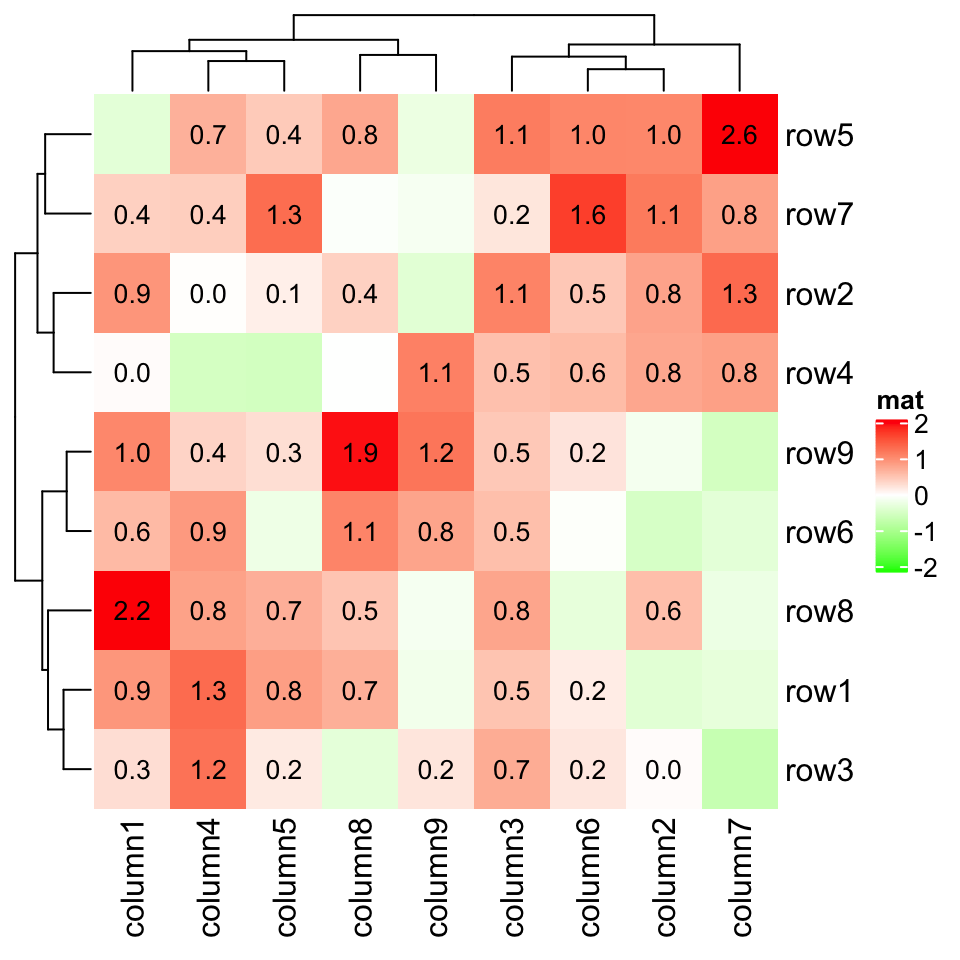 0.7 0.4 0.8 1.1 1.0 1.0 2.6 row5
0.4 0.4 1.3 0.2 1.6 1.1 0.8 row7
0.9 0.0 0.1 0.4 1.1 0.5 0.8 1.3 row2
0.0 1.1 0.5 0.6 0.8 0.8 row4
1.0 0.4 0.3 1.9 1.2 0.5 0.2 row9
0.6 0.9 1.1 0.8 0.5 row6
2.2 0.8 0.7 0.5 0.8 0.6 row8
0.9 1.3 0.8 0.7 0.5 0.2 row1
0.3 1.2 0.2 0.2 0.7 0.2 0.0 row3
column1 column4 column5 column8 column9 column3 column6 column2 column7
mat
2
1
0
-1
-2